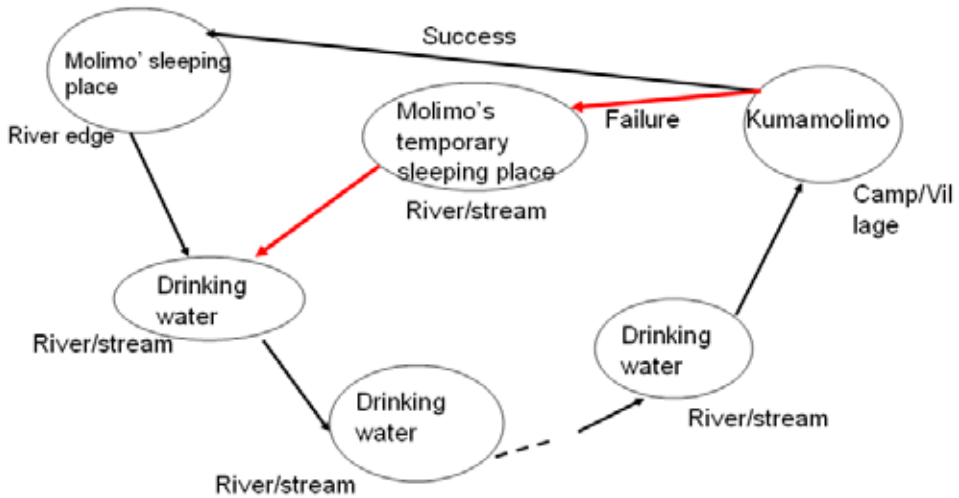 Success
Molimo' sleeping
place
River edge
Molimo's
temporary
sleeping place
River/stream
Failure
Kumamolimo
Camp/Vil
lage
Drinking
water
River/stream
Drinking
water
River/stream
Drinking
water
River/stream